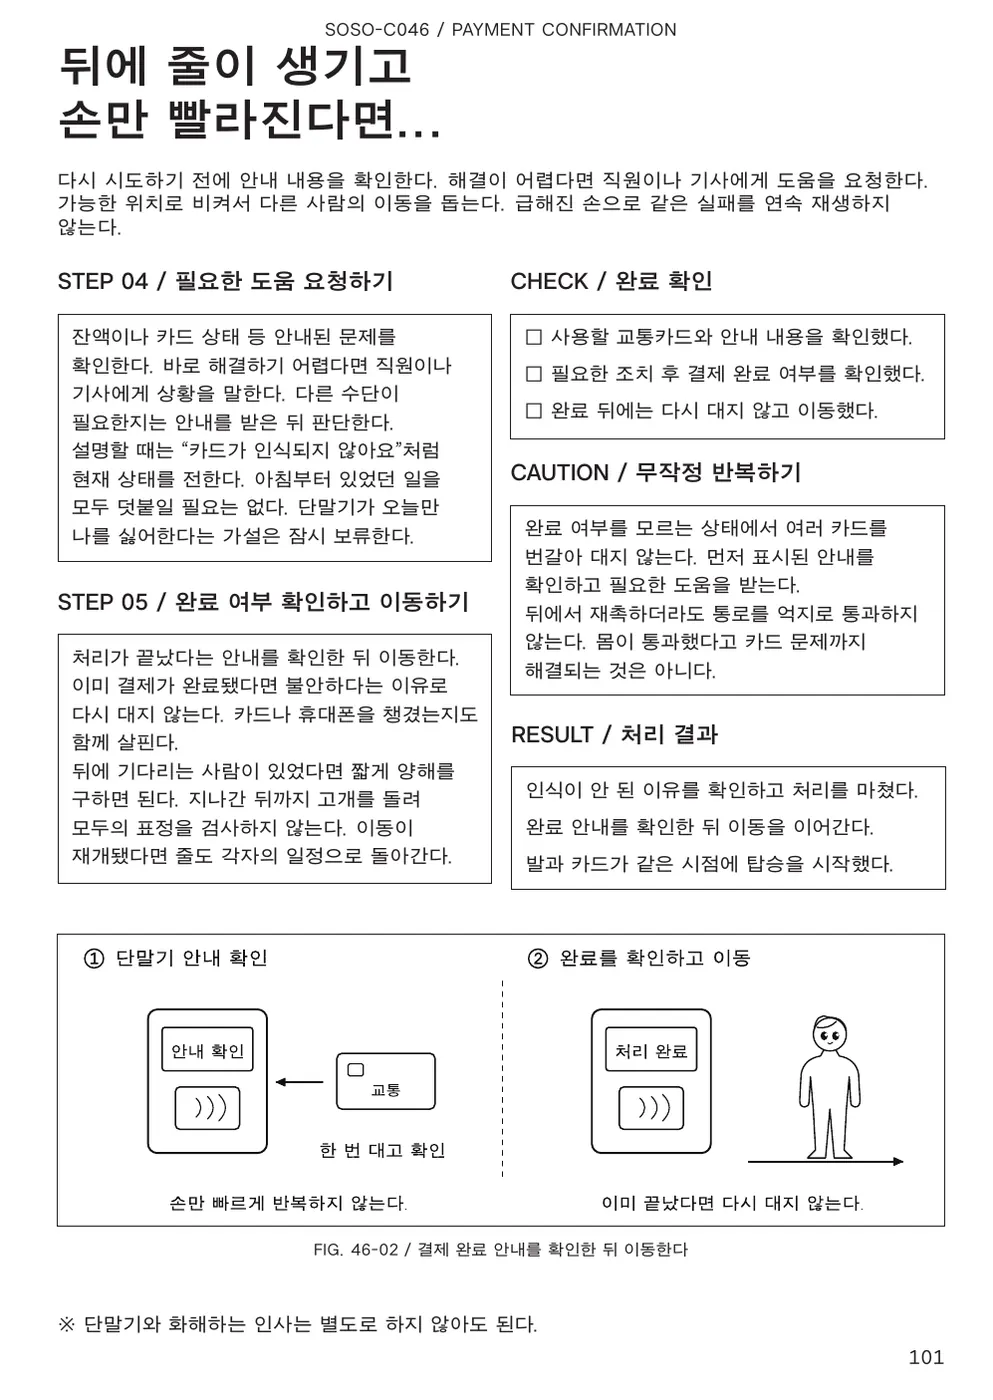 SOSO-C046 / PAYMENT CONFIRMATION
뒤에 줄이 생기고
손만 빨라진다면...
다시 시도하기 전에 안내 내용을 확인한다. 해결이 어렵다면 직원이나 기사에게 도움을 요청한다.
가능한 위치로 비켜서 다른 사람의 이동을 돕는다. 급해진 손으로 같은 실패를 연속 재생하지
않는다.
STEP 04 / 필요한 도움 요청하기
잔액이나 카드 상태 등 안내된 문제를
확인한다. 바로 해결하기 어렵다면 직원이나
기사에게 상황을 말한다. 다른 수단이
필요한지는 안내를 받은 뒤 판단한다.
설명할 때는 “카드가 인식되지 않아요”처럼
현재 상태를 전한다. 아침부터 있었던 일을
모두 덧붙일 필요는 없다. 단말기가 오늘만
나를 싫어한다는 가설은 잠시 보류한다.
STEP 05 / 완료 여부 확인하고 이동하기
처리가 끝났다는 안내를 확인한 뒤 이동한다.
이미 결제가 완료됐다면 불안하다는 이유로
다시 대지 않는다. 카드나 휴대폰을 챙겼는지도
함께 살핀다.
뒤에 기다리는 사람이 있었다면 짧게 양해를
구하면 된다. 지나간 뒤까지 고개를 돌려
모두의 표정을 검사하지 않는다. 이동이
재개됐다면 줄도 각자의 일정으로 돌아간다.
CHECK / 완료 확인
□ 사용할 교통카드와 안내 내용을 확인했다.
□ 필요한 조치 후 결제 완료 여부를 확인했다.
□ 완료 뒤에는 다시 대지 않고 이동했다.
CAUTION / 무작정 반복하기
완료 여부를 모르는 상태에서 여러 카드를
번갈아 대지 않는다. 먼저 표시된 안내를
확인하고 필요한 도움을 받는다.
뒤에서 재촉하더라도 통로를 억지로 통과하지
않는다. 몸이 통과했다고 카드 문제까지
해결되는 것은 아니다.
RESULT / 처리 결과
인식이 안 된 이유를 확인하고 처리를 마쳤다.
완료 안내를 확인한 뒤 이동을 이어간다.
발과 카드가 같은 시점에 탑승을 시작했다.
① 단말기 안내 확인
안내 확인
교통
한 번 대고 확인
손만 빠르게 반복하지 않는다.
② 완료를 확인하고 이동
처리 완료
이미 끝났다면 다시 대지 않는다.
FIG. 46-02 / 결제 완료 안내를 확인한 뒤 이동한다
※ 단말기와 화해하는 인사는 별도로 하지 않아도 된다.
101